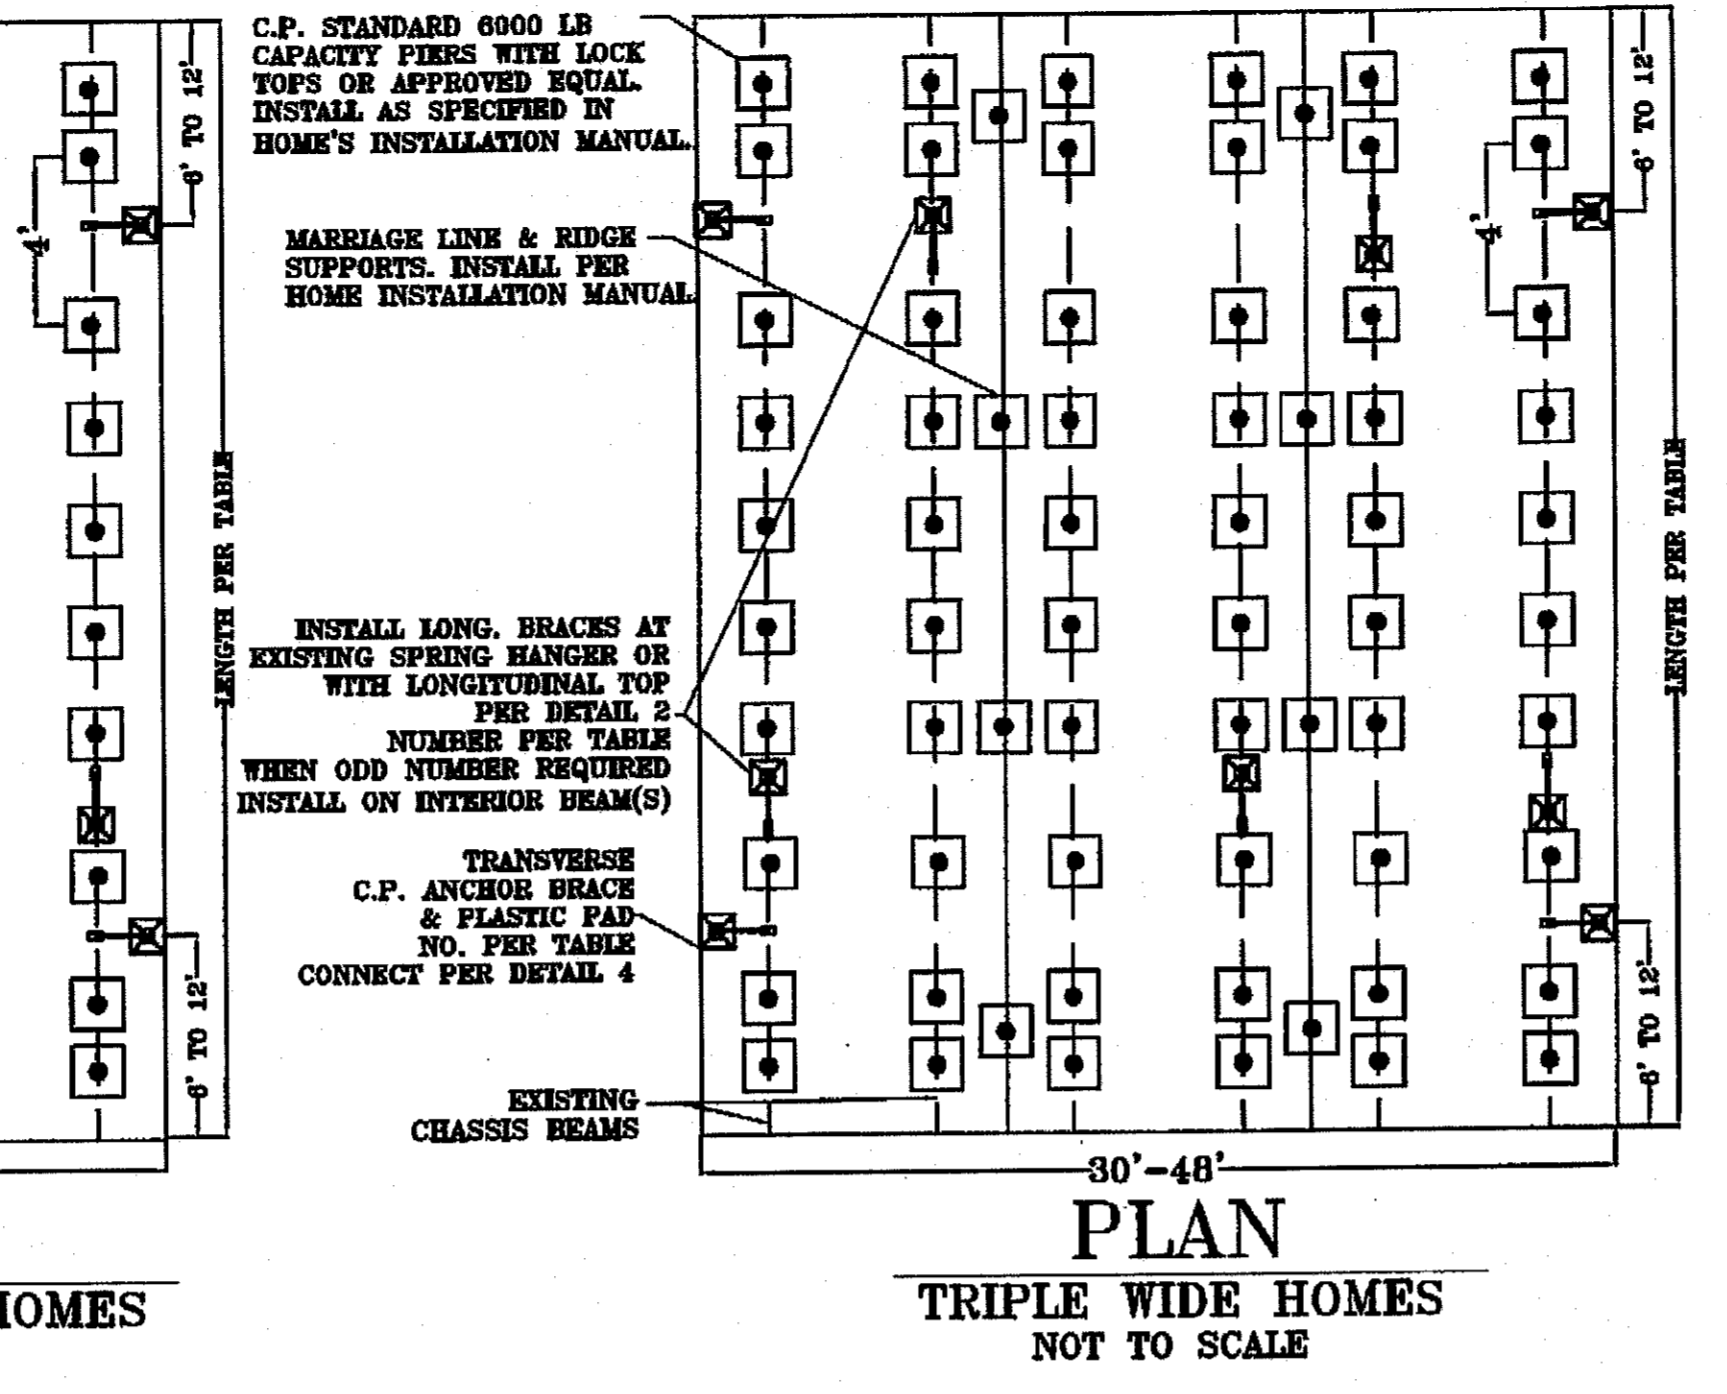 C.P. STANDARD 6000 LB
CAPACITY PIERS WITH LOCK
TOPS OR APPROVED EQUAL.
INSTALL AS SPECIFIED IN
HOME'S INSTALLATION MANUAL.
6' TO 12'
4'
LENGTH PER TABLE
6' TO 12'
MARRIAGE LINE & RIDGE
SUPPORTS. INSTALL PER
HOME INSTALLATION MANUAL
INSTALL LONG. BRACES AT
EXISTING SPRING HANGER OR
WITH LONGITUDINAL TOP
PER DETAIL 2
NUMBER PER TABLE
WHEN ODD NUMBER REQUIRED
INSTALL ON INTERIOR BEAM(S)
TRANSVERSE
C.P. ANCHOR BRACE
& PLASTIC PAD
NO. PER TABLE
CONNECT PER DETAIL 4
EXISTING
CHASSIS BEAMS
6' TO 12'
4'
LENGTH PER TABLE
6' TO 12'
30'-48'
PLAN
TRIPLE WIDE HOMES
NOT TO SCALE
HOMES